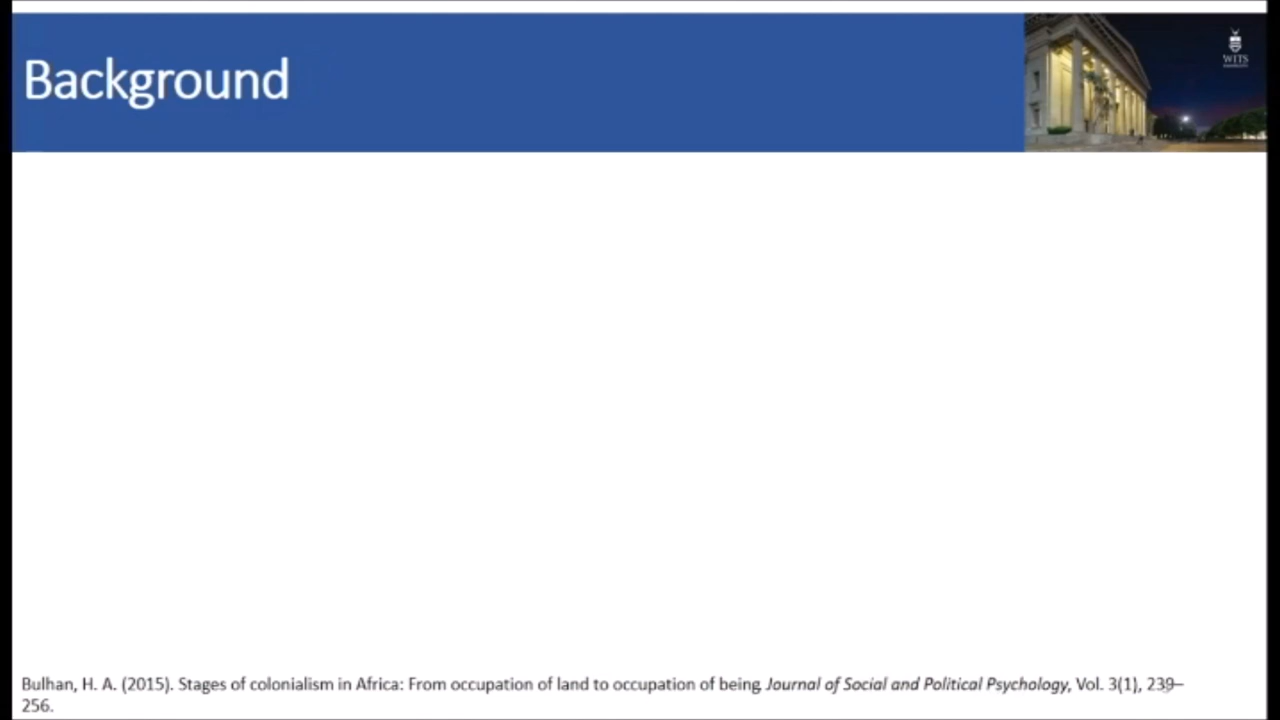 Background
WITS
Bulhan, H. A. (2015). Stages of colonialism in Africa: From occupation of land to occupation of being. Journal of Social and Political Psychology, Vol. 3(1), 239–
256.